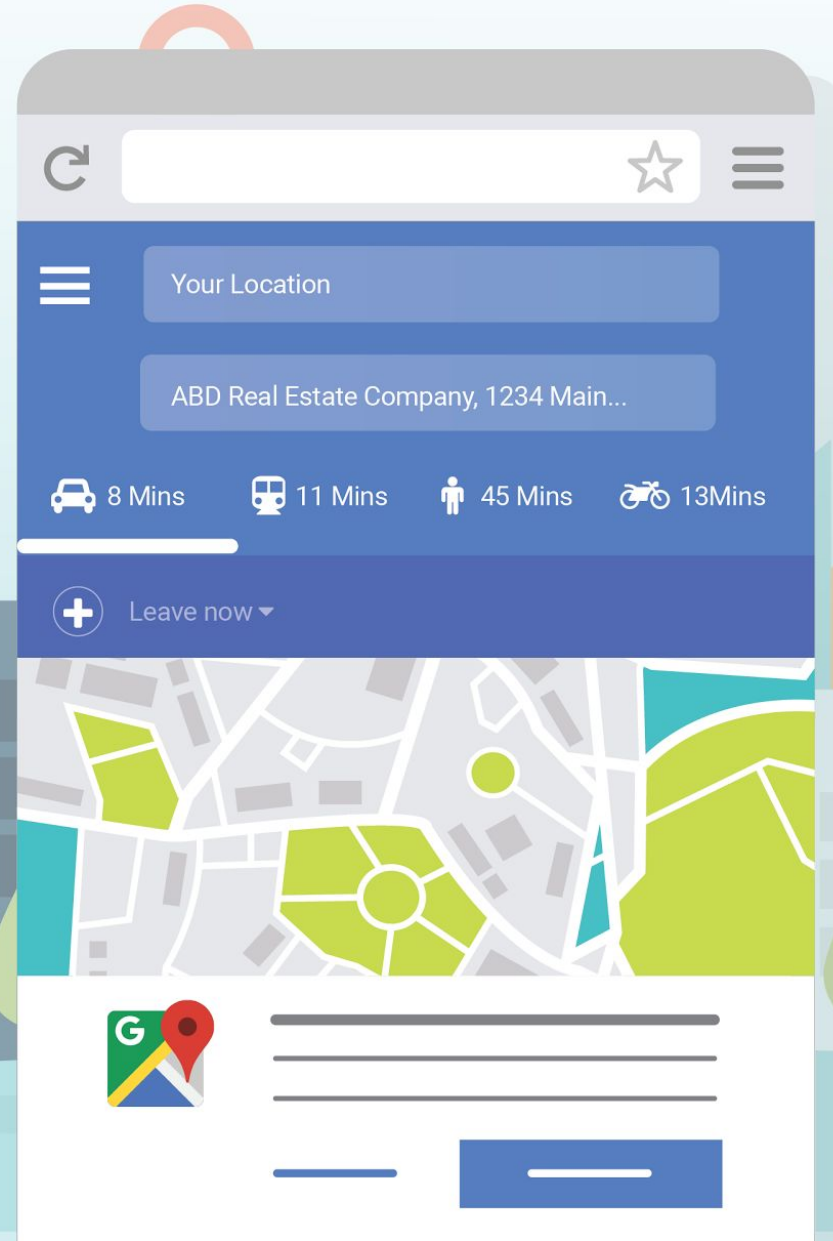 Your Location
ABD Real Estate Company, 1234 Main...
8 Mins 11 Mins 45 Mins 13Mins
Leave now
G